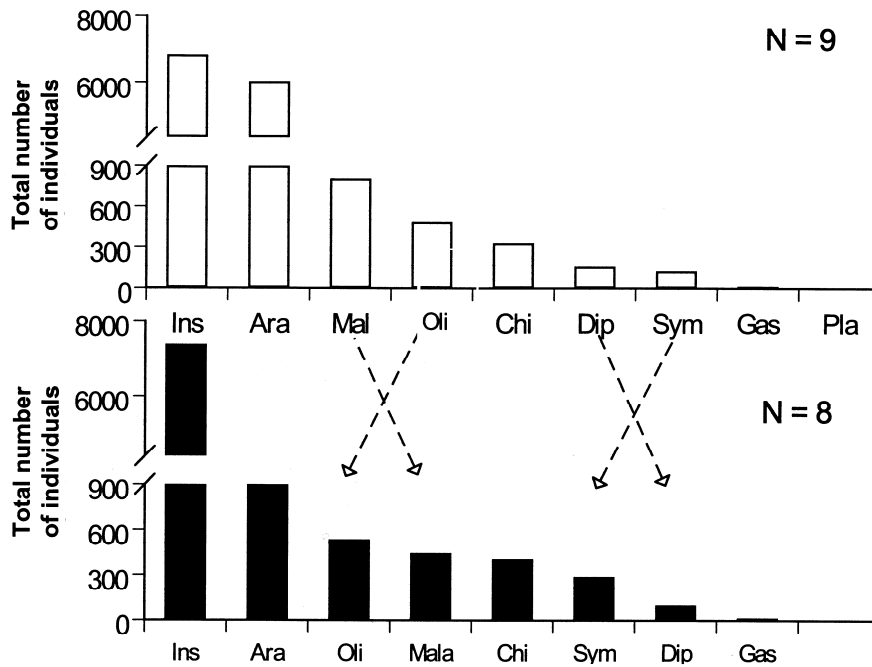 8000
N = 9
6000
Total number
of individuals
900
600
300
0
Ins Ara Mal Oli Chi Dip Sym Gas Pla
8000
6000
N = 8
Total number
of individuals
900
600
300
0
Ins Ara Oli Mala Chi Sym Dip Gas